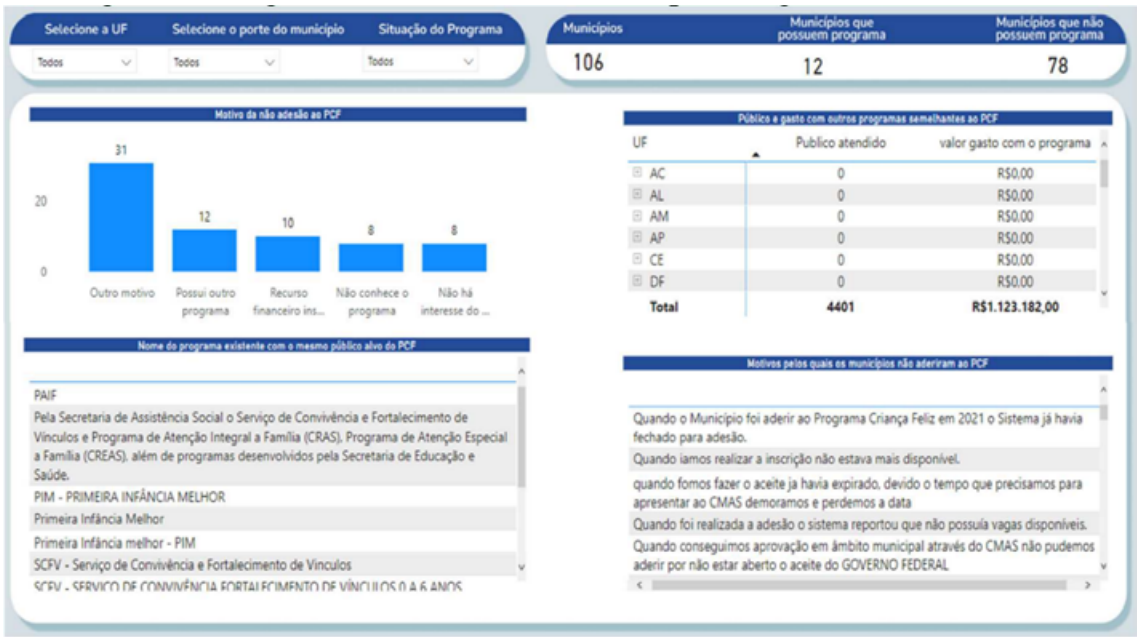 Selecione a UF
Selecione o porte do município
Situação do Programa
Todos
Todos
Todos
Municípios
Municípios que
possuem programa
Municípios que não
possuem programa
106
12
78
Motivo da não adesão ao PCF
31
12
10
8
8
20
0
Outro motivo
Possui outro
programa
Recurso
financeiro ins...
Não conhece o
programa
Não há
interesse do ...
Público e gasto com outros programas semelhantes ao PCF
UF Publico atendido valor gasto com o programa
AC 0 R$0,00
AL 0 R$0,00
AM 0 R$0,00
AP 0 R$0,00
CE 0 R$0,00
DF 0 R$0,00
Total 4401 R$1.123.182,00
Nome do programa existente com o mesmo público alvo do PCF
PAIF
Pela Secretaria de Assistência Social o Serviço de Convivência e Fortalecimento de
Vínculos e Programa de Atenção Integral a Família (CRAS), Programa de Atenção Especial
a Família (CREAS), além de programas desenvolvidos pela Secretaria de Educação e
Saúde.
PIM - PRIMEIRA INFÂNCIA MELHOR
Primeira Infância Melhor
Primeira Infância melhor - PIM
SCFV - Serviço de Convivência e Fortalecimento de Vinculos
SCFV - SERVIÇO DE CONVIVÊNCIA FORTALECIMENTO DE VÍNCULOS 0 A 6 ANOS
Motivos pelos quais os municípios não aderiram ao PCF
Quando o Município foi aderir ao Programa Criança Feliz em 2021 o Sistema já havia
fechado para adesão.
Quando iamos realizar a inscrição não estava mais disponível.
quando fomos fazer o aceite ja havia expirado, devido o tempo que precisamos para
apresentar ao CMAS demoramos e perdemos a data
Quando foi realizada a adesão o sistema reportou que não possuía vagas disponíveis.
Quando conseguimos aprovação em âmbito municipal através do CMAS não pudemos
aderir por não estar aberto o aceite do GOVERNO FEDERAL